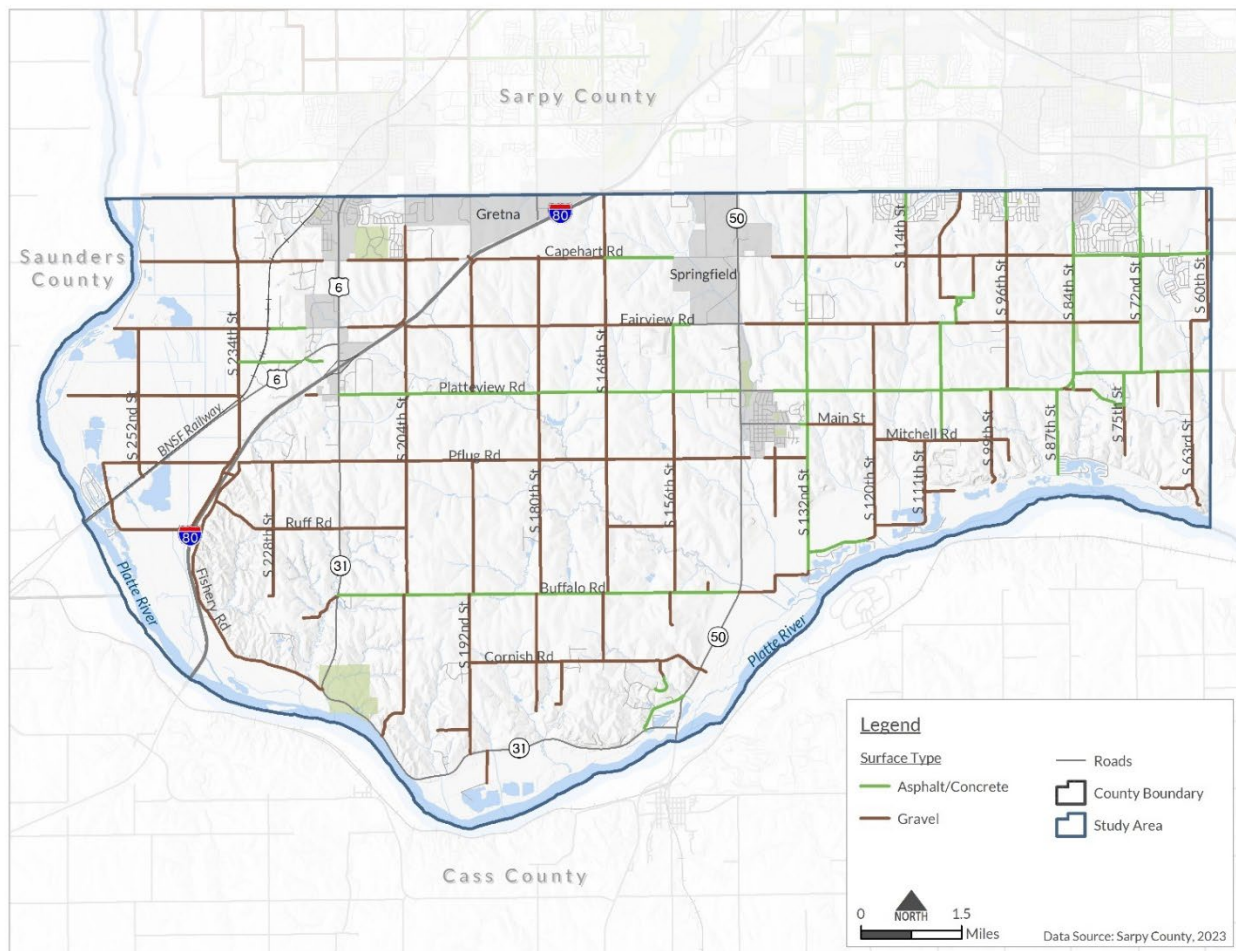 Sarpy County
Gretna
80
50
Capehart Rd
S 114th St
Saunders
County
Springfield
6
S 96th St
S 84th St
S 72nd St
S 60th St
S 234th St
Fairview Rd
S 168th St
6
Platteview Rd
S 252nd St
BNSF Railway
S 204th St
Main St
Mitchell Rd
S 99th St
S 87th St
S 75th St
S 63rd St
Pflug Rd
S 180th St
S 156th St
S 132nd St
S 120th St
S 111th St
80
Ruff Rd
S 228th St
31
Platte River
Fishery Rd
Buffalo Rd
S 192nd St
50
Platte River
Cornish Rd
31
Cass County
Legend
Surface Type
Asphalt/Concrete
Gravel
Roads
County Boundary
Study Area
0 NORTH 1.5
Miles
Data Source: Sarpy County, 2023